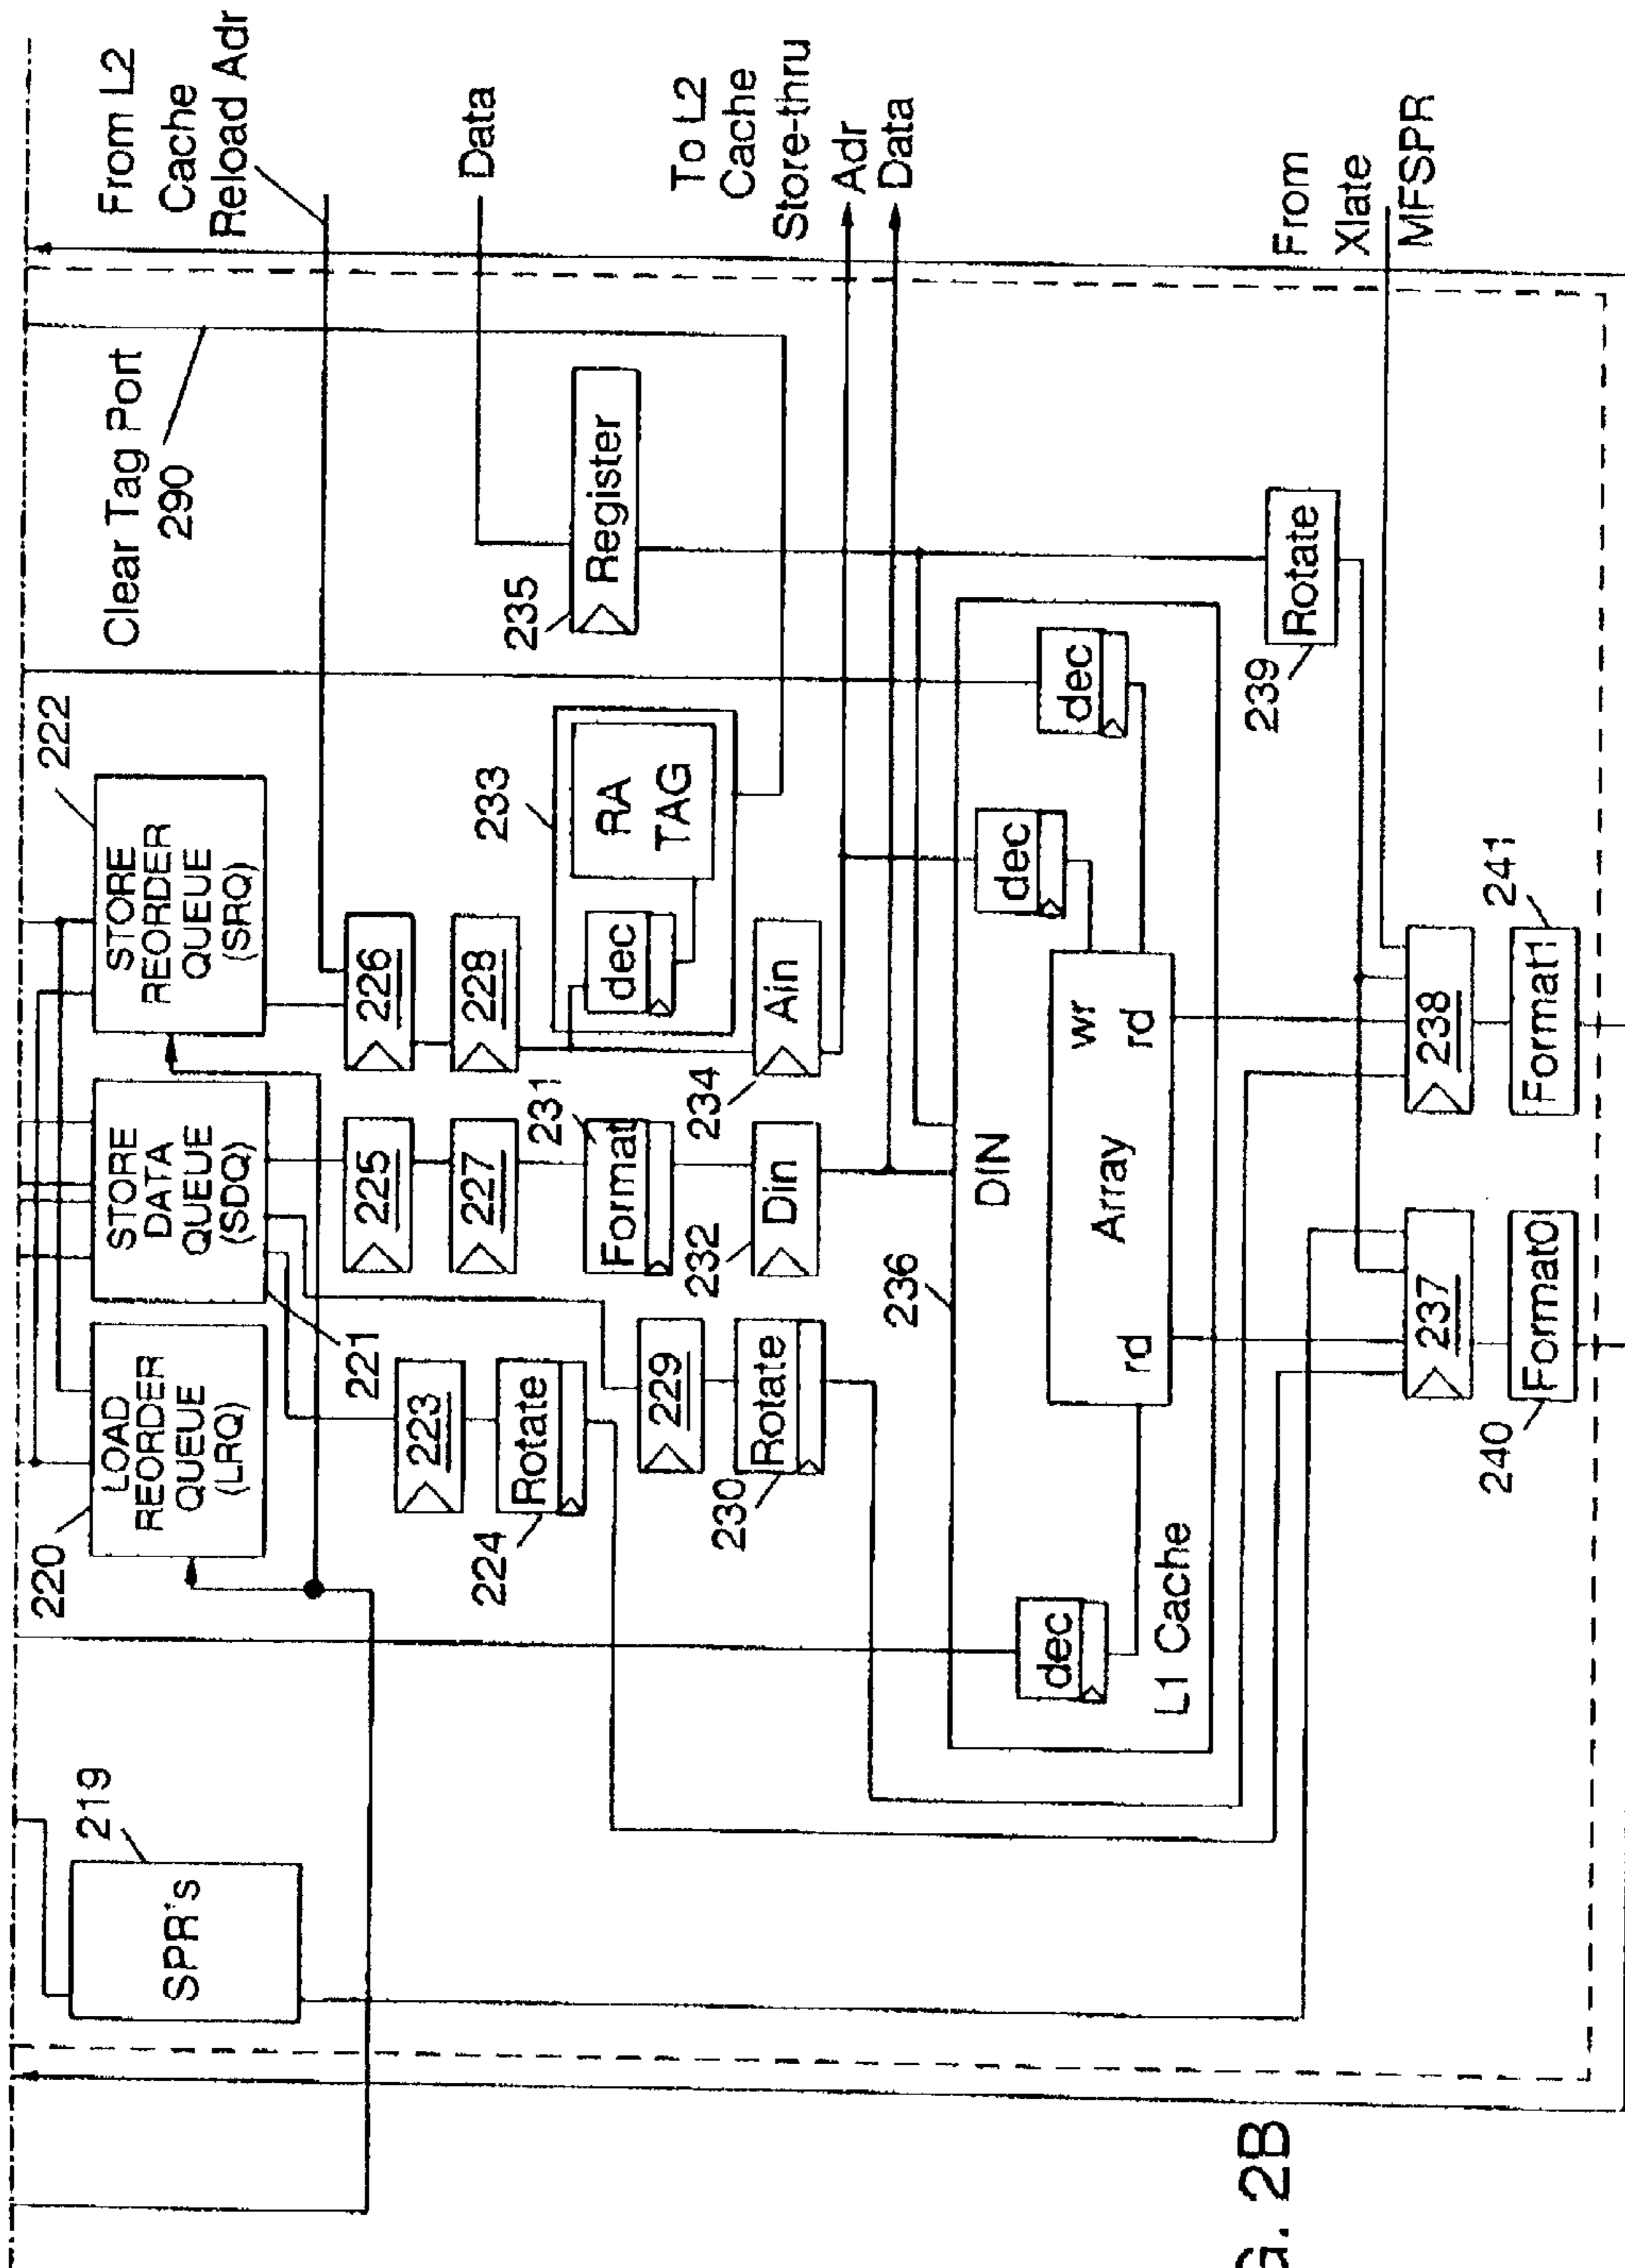 219
SPR's
220
LOAD
REORDER
QUEUE
(LRQ)
221
STORE
DATA
QUEUE
(SDQ)
222
STORE
REORDER
QUEUE
(SRQ)
Clear Tag Port
290
From L2
Cache
Reload Adr
Data
To L2
Cache
Store-thru
Adr
Data
From
Xlate
MFSPR
223
224
Rotate
225
226
227
228
229
230
Rotate
231
Format
232
Din
233
dec
RA
TAG
234
Ain
235
Register
236
DIN
dec
dec
dec
wr
rd
Array
rd
L1 Cache
239
Rotate
237
238
240
Format0
241
Format1
G. 2B